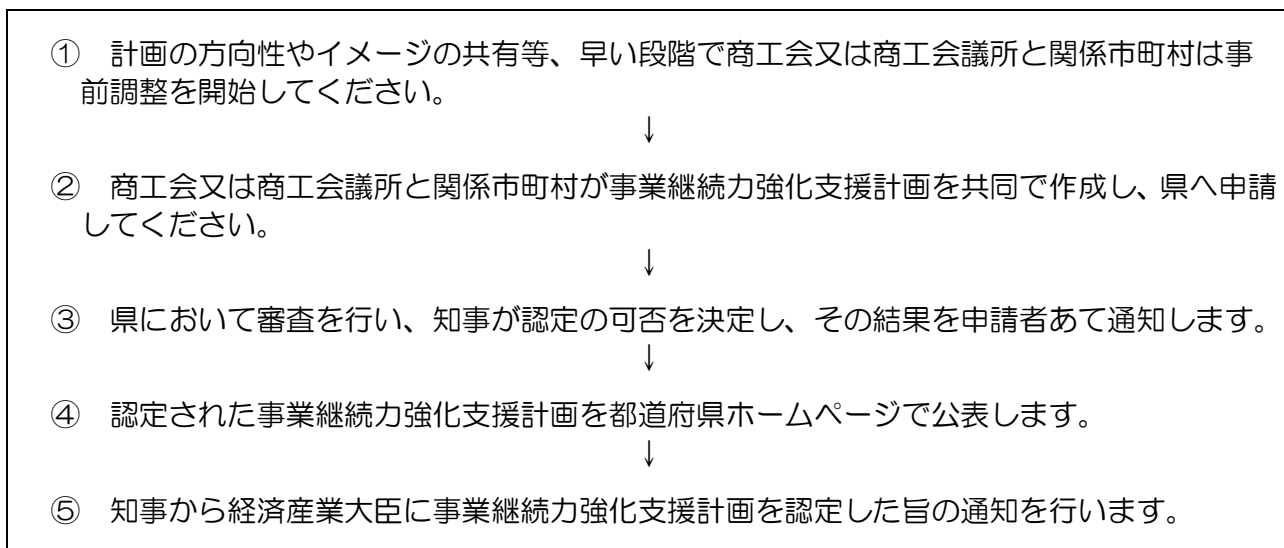 ① 計画の方向性やイメージの共有等、早い段階で商工会又は商工会議所と関係市町村は事
前調整を開始してください。
↓
② 商工会又は商工会議所と関係市町村が事業継続力強化支援計画を共同で作成し、県へ申請
してください。
↓
③ 県において審査を行い、知事が認定の可否を決定し、その結果を申請者あて通知します。
↓
④ 認定された事業継続力強化支援計画を都道府県ホームページで公表します。
↓
⑤ 知事から経済産業大臣に事業継続力強化支援計画を認定した旨の通知を行います。